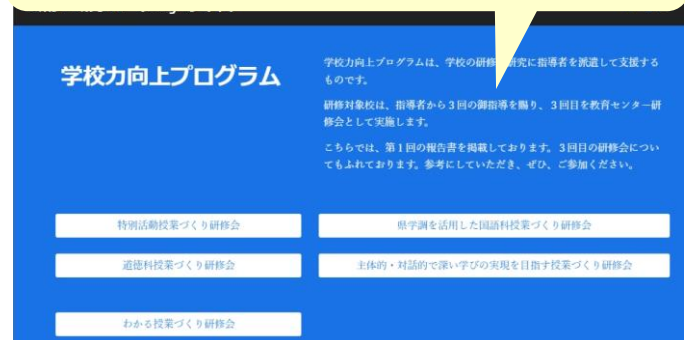 学校力向上プログラム
学校力向上プログラムは、学校の研修 研究に指導者を派遣して支援する
ものです。
研修対象校は、指導者から3回の御指導を賜り、3回目を教育センター研
修会として実施します。
こちらでは、第1回の報告書を掲載しております。3回目の研修会につい
てもふれております。参考にしていただき、ぜひ、ご参加ください。
特別活動授業づくり研修会
県学調を活用した国語科授業づくり研修会
道徳科授業づくり研修会
主体的・対話的で深い学びの実現を目指す授業づくり研修会
わかる授業づくり研修会